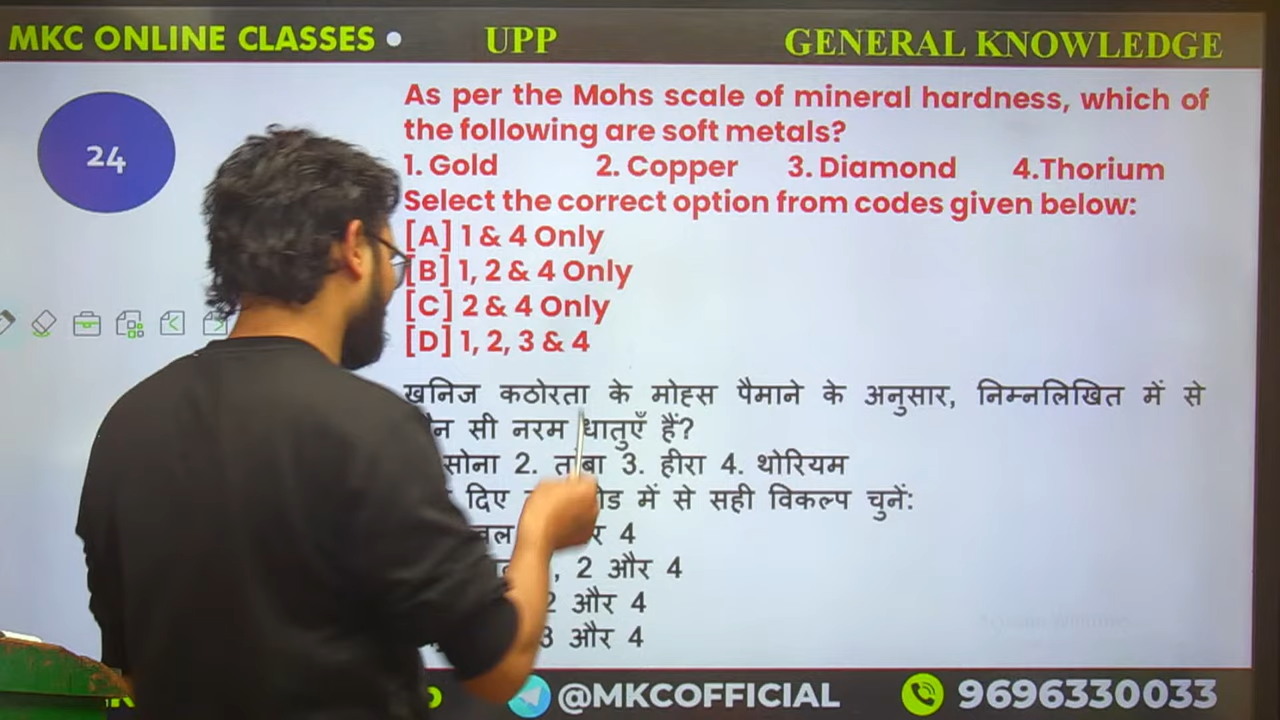 MKC ONLINE CLASSES •
UPP
GENERAL KNOWLEDGE
24
As per the Mohs scale of mineral hardness, which of
the following are soft metals?
1. Gold 2. Copper 3. Diamond 4.Thorium
Select the correct option from codes given below:
[A] 1 & 4 Only
[B] 1, 2 & 4 Only
[C] 2 & 4 Only
[D] 1, 2, 3 & 4
खनिज कठोरता के मोह्स पैमाने के अनुसार, निम्नलिखित में से
सी नरम धातुएँ हैं?
सोना 2. तांबा 3. हीरा 4. थोरियम
दिए में से सही विकल्प चुनें:
4
, 2 और 4
2 और 4
3 और 4
@MKCOFFICIAL
9696330033